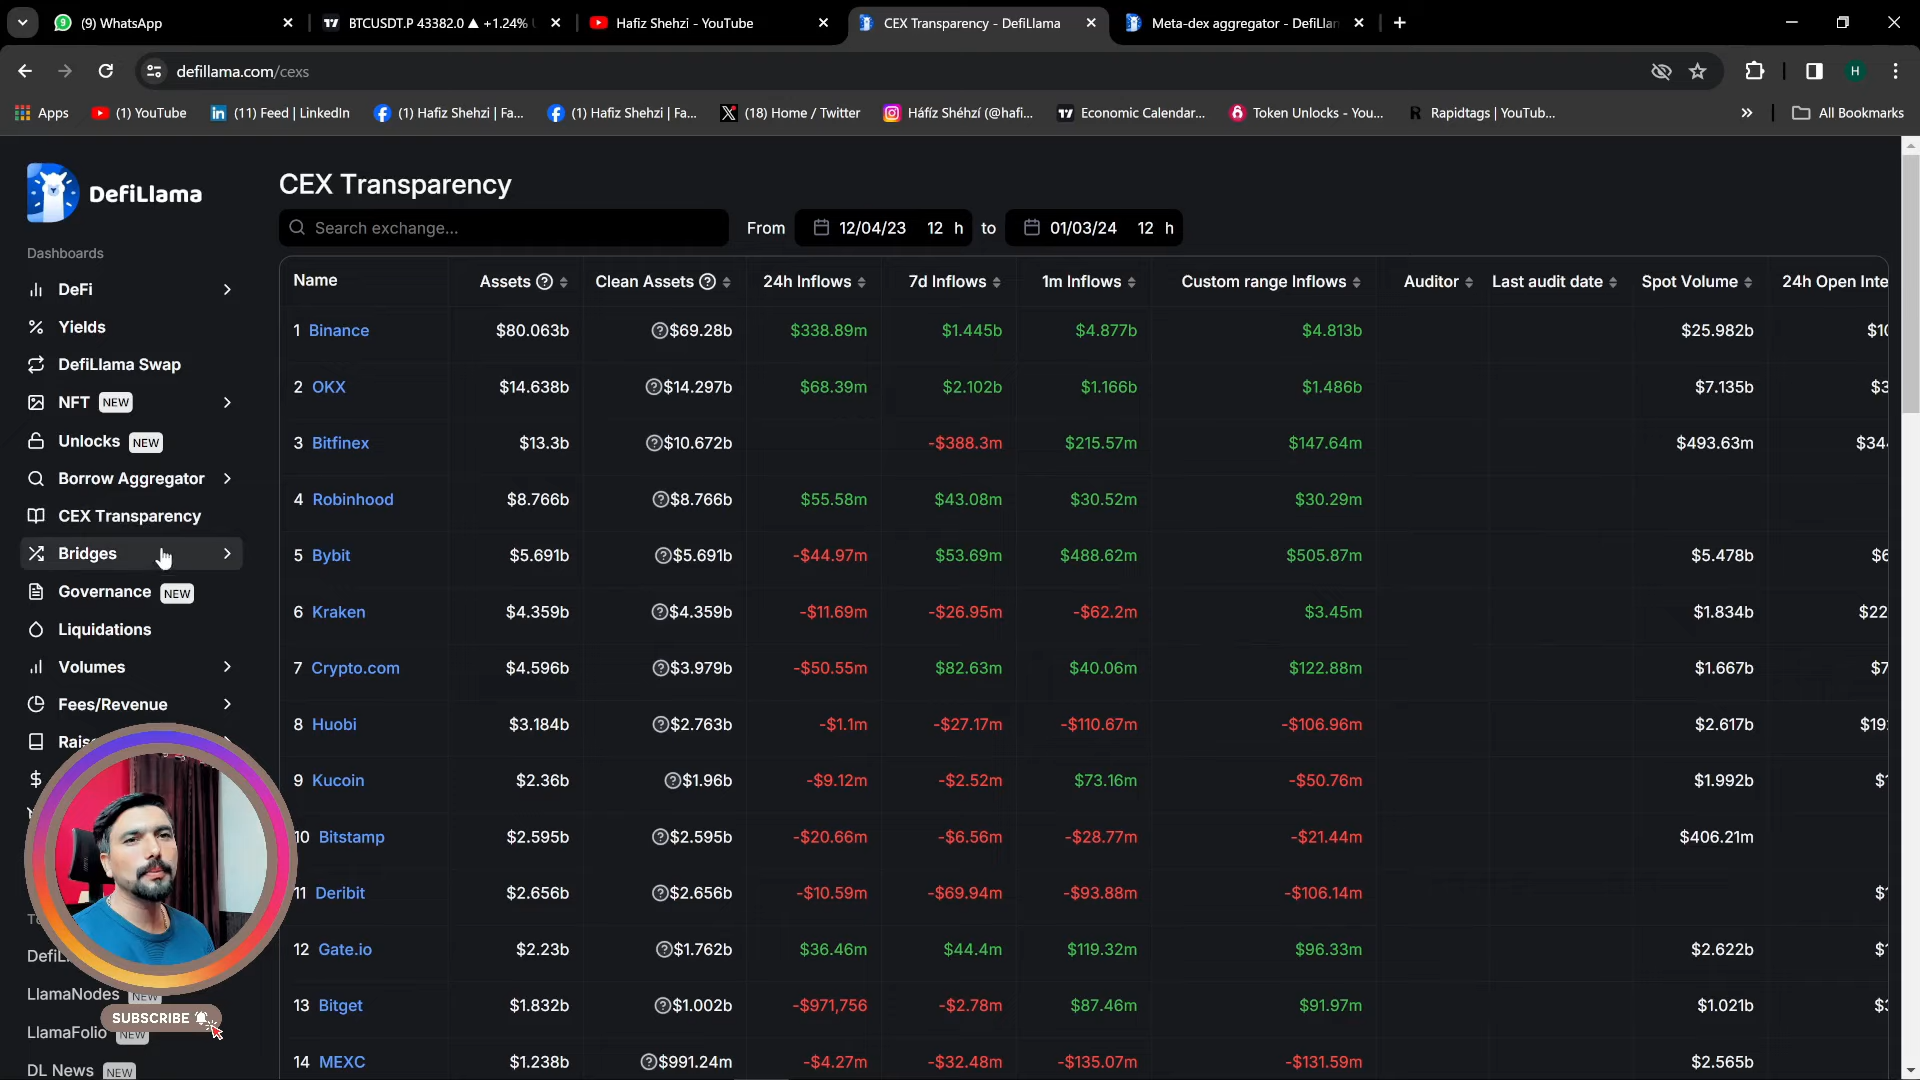 (9) WhatsApp
BTCUSDT.P 43382.0 ▲ +1.24%
Hafiz Shehzi - YouTube
CEX Transparency - DefiLlama
Meta-dex aggregator - DefiLlam
defillama.com/cexs
H
Apps
(1) YouTube
(11) Feed | LinkedIn
(1) Hafiz Shehzi | Fa...
(1) Hafiz Shehzi | Fa...
(18) Home / Twitter
Háfíz Shéhzí (@hafi...
Economic Calendar...
Token Unlocks - You...
Rapidtags | YouTub...
All Bookmarks
DefiLlama
CEX Transparency
Search exchange...
From 12/04/23 12 h to 01/03/24 12 h
Dashboards
DeFi
Yields
DefiLlama Swap
NFT NEW
Unlocks NEW
Borrow Aggregator
CEX Transparency
Bridges
Governance NEW
Liquidations
Volumes
Fees/Revenue
LlamaNodes NEW
LlamaFolio NEW
DL News NEW
SUBSCRIBE
Name Assets Clean Assets 24h Inflows 7d Inflows 1m Inflows Custom range Inflows Auditor Last audit date Spot Volume 24h Open Inte
1 Binance $80.063b $69.28b $338.89m $1.445b $4.877b $4.813b $25.982b
2 OKX $14.638b $14.297b $68.39m $2.102b $1.166b $1.486b $7.135b
3 Bitfinex $13.3b $10.672b -$388.3m $215.57m $147.64m $493.63m
4 Robinhood $8.766b $8.766b $55.58m $43.08m $30.52m $30.29m
5 Bybit $5.691b $5.691b -$44.97m $53.69m $488.62m $505.87m $5.478b
6 Kraken $4.359b $4.359b -$11.69m -$26.95m -$62.2m $3.45m $1.834b $22
7 Crypto.com $4.596b $3.979b -$50.55m $82.63m $40.06m $122.88m $1.667b
8 Huobi $3.184b $2.763b -$1.1m -$27.17m -$110.67m -$106.96m $2.617b
9 Kucoin $2.36b $1.96b -$9.12m -$2.52m $73.16m -$50.76m $1.992b
10 Bitstamp $2.595b $2.595b -$20.66m -$6.56m -$28.77m -$21.44m $406.21m
11 Deribit $2.656b $2.656b -$10.59m -$69.94m -$93.88m -$106.14m
12 Gate.io $2.23b $1.762b $36.46m $44.4m $119.32m $96.33m $2.622b
13 Bitget $1.832b $1.002b -$971,756 -$2.78m $87.46m $91.97m $1.021b
14 MEXC $1.238b $991.24m -$4.27m -$32.48m -$135.07m -$131.59m $2.565b